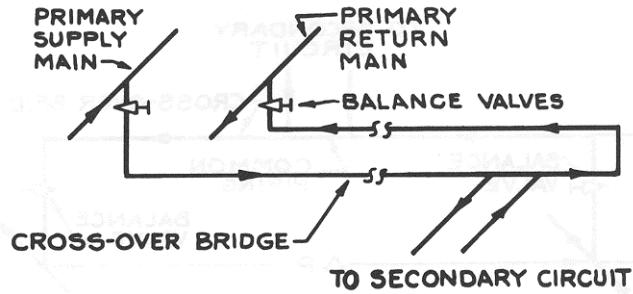 PRIMARY
SUPPLY
MAIN
PRIMARY
RETURN
MAIN
BALANCE VALVES
CROSS-OVER BRIDGE
TO SECONDARY CIRCUIT